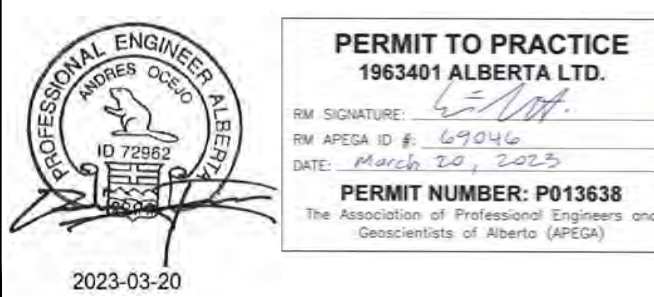 PROFESSIONAL ENGINEER ALBERTA
ANDRES OCEJO
ID 72962
2023-03-20
PERMIT TO PRACTICE
1963401 ALBERTA LTD.
RM SIGNATURE:
RM APEGA ID #: 69046
DATE: March 20, 2023
PERMIT NUMBER: P013638
The Association of Professional Engineers and
Geoscientists of Alberta (APEGA)